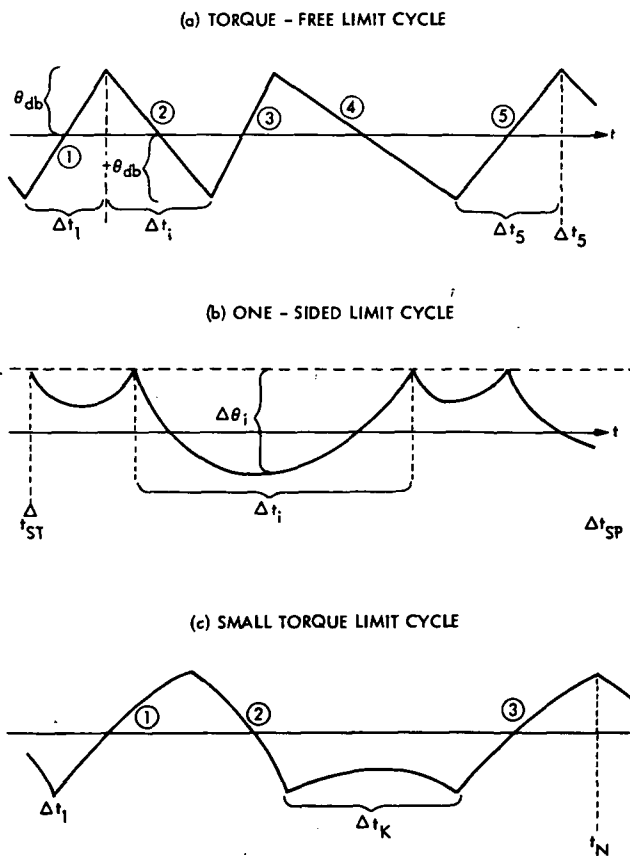 (a) TORQUE - FREE LIMIT CYCLE
θdb
①
②
③
④
⑤
t
+θdb
Δt1
Δti
Δt5
Δt5
(b) ONE - SIDED LIMIT CYCLE
Δθi
t
Δ
tST
Δti
ΔtSP
(c) SMALL TORQUE LIMIT CYCLE
①
②
③
Δt1
ΔtK
tN